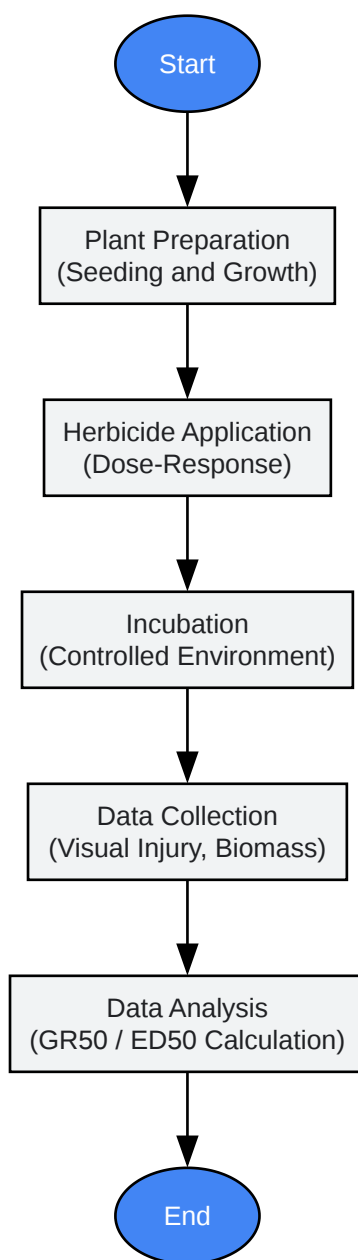 Start
Plant Preparation
(Seeding and Growth)
Herbicide Application
(Dose-Response)
Incubation
(Controlled Environment)
Data Collection
(Visual Injury, Biomass)
Data Analysis
(GR50 / ED50 Calculation)
End